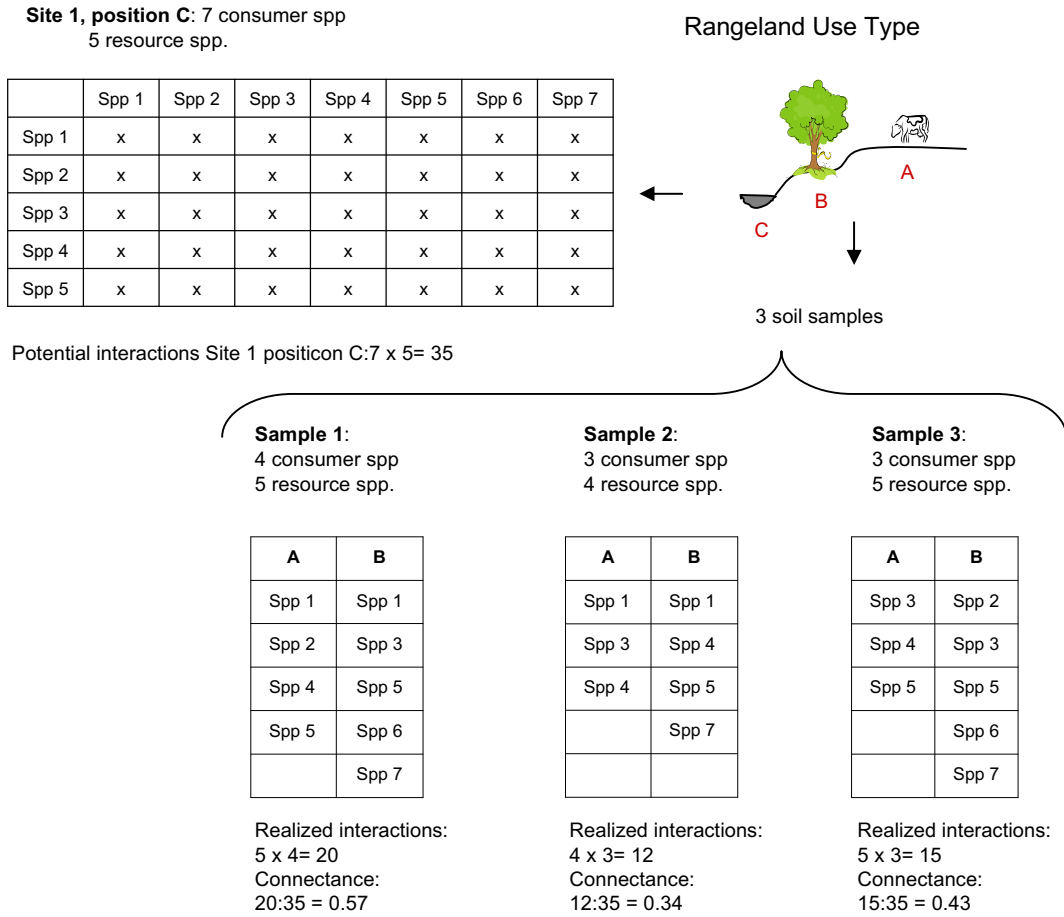 Site 1, position C: 7 consumer spp
5 resource spp.
Rangeland Use Type
Spp 1 Spp 2 Spp 3 Spp 4 Spp 5 Spp 6 Spp 7
Spp 1 x x x x x x x
Spp 2 x x x x x x x
Spp 3 x x x x x x x
Spp 4 x x x x x x x
Spp 5 x x x x x x x
A
B
C
3 soil samples
Potential interactions Site 1 positicon C:7 x 5= 35
Sample 1:
4 consumer spp
5 resource spp.
A B
Spp 1 Spp 1
Spp 2 Spp 3
Spp 4 Spp 5
Spp 5 Spp 6
Spp 7
Realized interactions:
5 x 4= 20
Connectance:
20:35 = 0.57
Sample 2:
3 consumer spp
4 resource spp.
A B
Spp 1 Spp 1
Spp 3 Spp 4
Spp 4 Spp 5
Spp 7
Realized interactions:
4 x 3= 12
Connectance:
12:35 = 0.34
Sample 3:
3 consumer spp
5 resource spp.
A B
Spp 3 Spp 2
Spp 4 Spp 3
Spp 5 Spp 5
Spp 6
Spp 7
Realized interactions:
5 x 3= 15
Connectance:
15:35 = 0.43